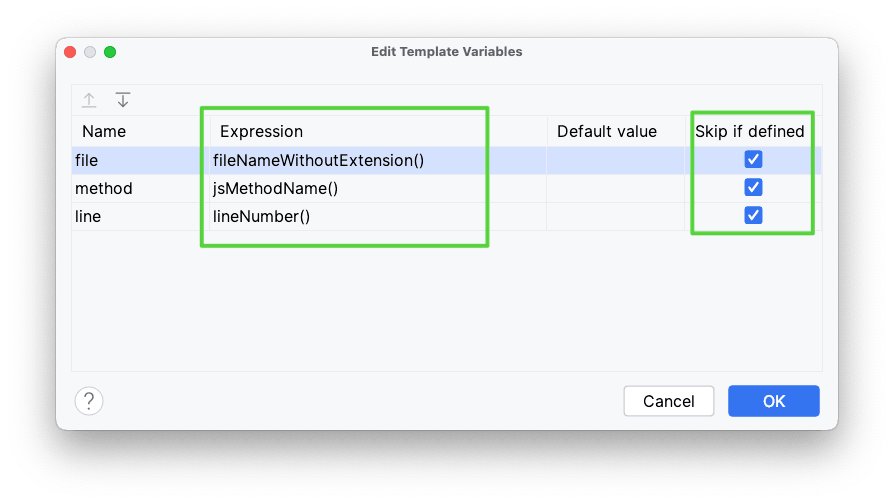 Edit Template Variables
Name Expression Default value Skip if defined
file fileNameWithoutExtension()
method jsMethodName()
line lineNumber()
? Cancel OK